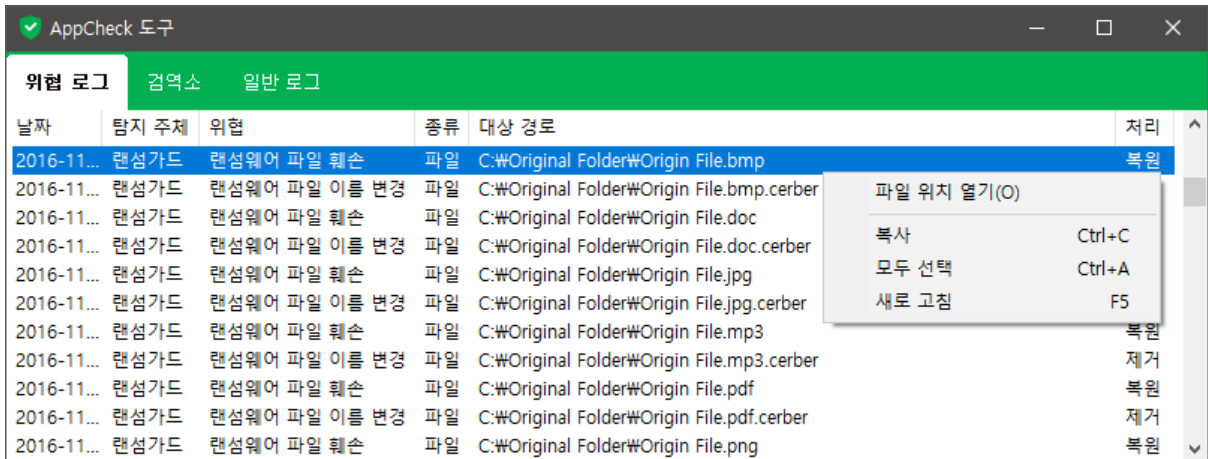 AppCheck 도구
위협 로그 검역소 일반 로그
날짜 탐지 주체 위협 종류 대상 경로 처리
2016-11... 랜섬가드 랜섬웨어 파일 훼손 파일 C:₩Original Folder₩Origin File.bmp 복원
2016-11... 랜섬가드 랜섬웨어 파일 이름 변경 파일 C:₩Original Folder₩Origin File.bmp.cerber
파일 위치 열기(O)
2016-11... 랜섬가드 랜섬웨어 파일 훼손 파일 C:₩Original Folder₩Origin File.doc
복사 Ctrl+C
2016-11... 랜섬가드 랜섬웨어 파일 이름 변경 파일 C:₩Original Folder₩Origin File.doc.cerber
모두 선택 Ctrl+A
2016-11... 랜섬가드 랜섬웨어 파일 훼손 파일 C:₩Original Folder₩Origin File.jpg
새로 고침 F5
2016-11... 랜섬가드 랜섬웨어 파일 이름 변경 파일 C:₩Original Folder₩Origin File.jpg.cerber
2016-11... 랜섬가드 랜섬웨어 파일 훼손 파일 C:₩Original Folder₩Origin File.mp3 복원
2016-11... 랜섬가드 랜섬웨어 파일 이름 변경 파일 C:₩Original Folder₩Origin File.mp3.cerber 제거
2016-11... 랜섬가드 랜섬웨어 파일 훼손 파일 C:₩Original Folder₩Origin File.pdf 복원
2016-11... 랜섬가드 랜섬웨어 파일 이름 변경 파일 C:₩Original Folder₩Origin File.pdf.cerber 제거
2016-11... 랜섬가드 랜섬웨어 파일 훼손 파일 C:₩Original Folder₩Origin File.png 복원